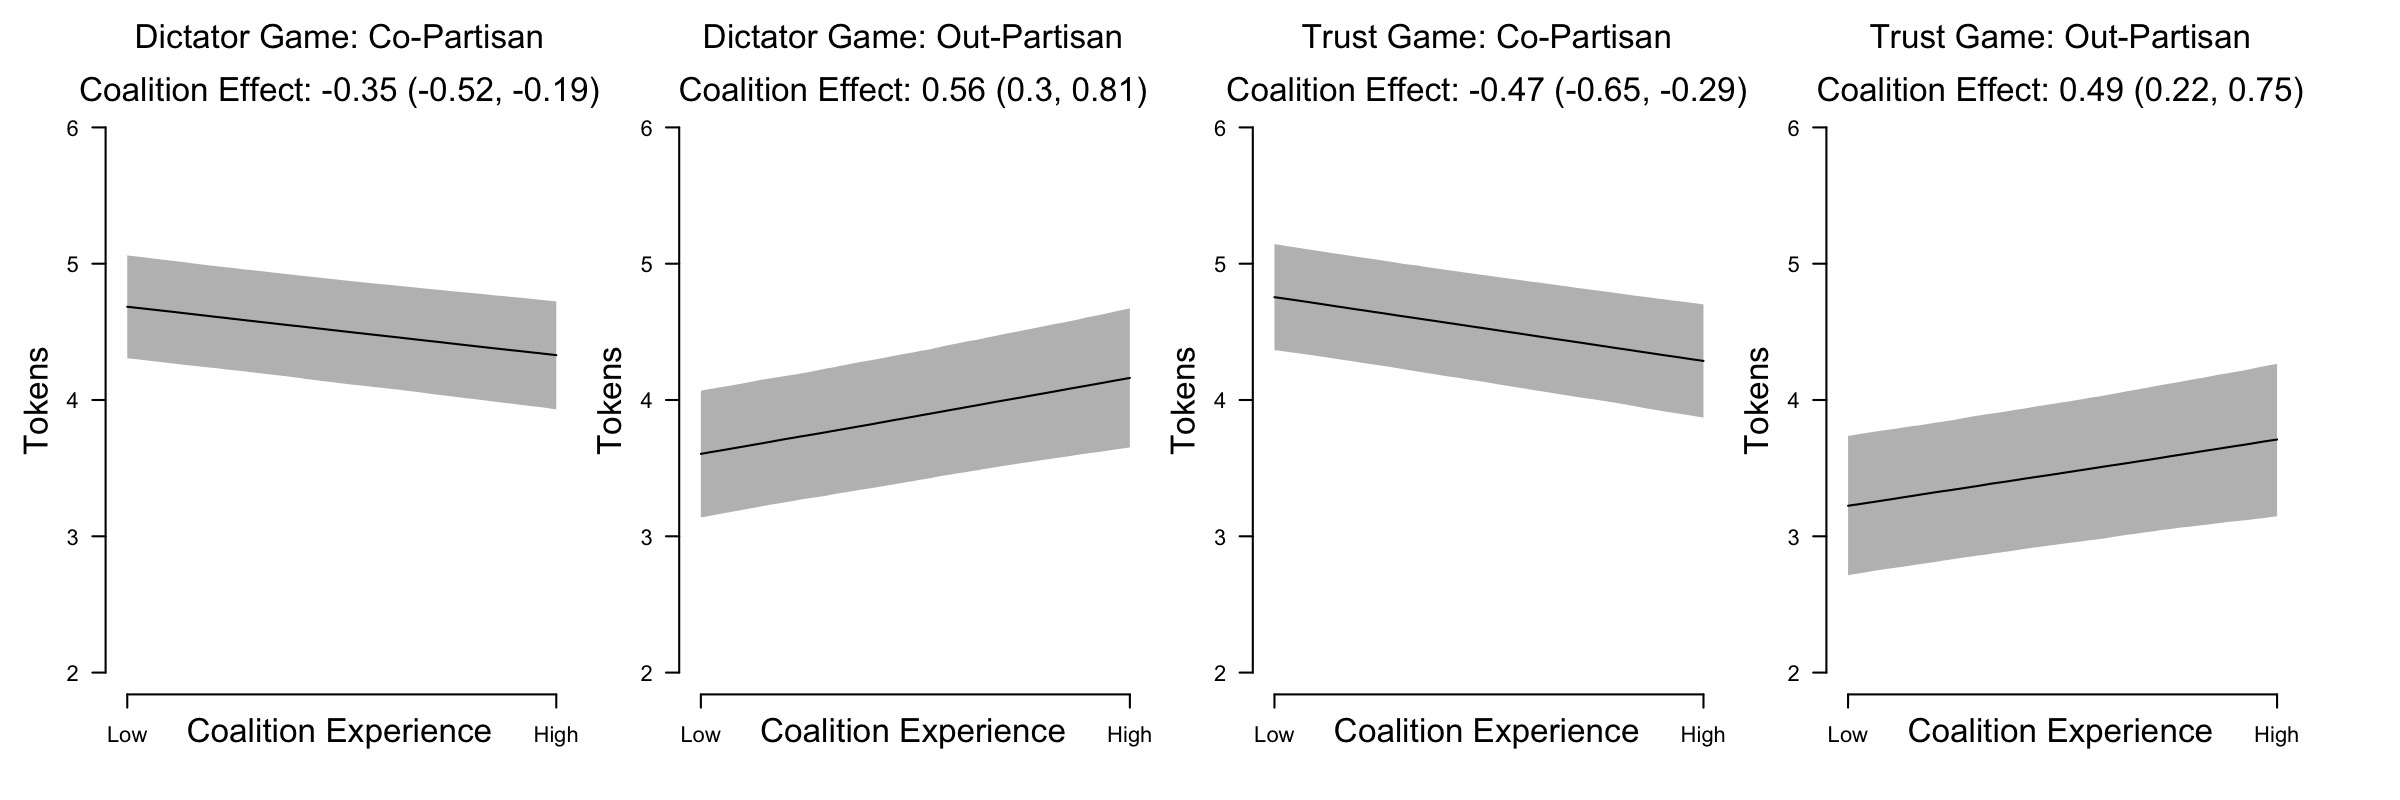 Dictator Game: Co-Partisan
Coalition Effect: -0.35 (-0.52, -0.19)
6
5
4
3
2
Tokens
Low Coalition Experience High
Dictator Game: Out-Partisan
Coalition Effect: 0.56 (0.3, 0.81)
6
5
4
3
2
Tokens
Low Coalition Experience High
Trust Game: Co-Partisan
Coalition Effect: -0.47 (-0.65, -0.29)
6
5
4
3
2
Tokens
Low Coalition Experience High
Trust Game: Out-Partisan
Coalition Effect: 0.49 (0.22, 0.75)
6
5
4
3
2
Tokens
Low Coalition Experience High